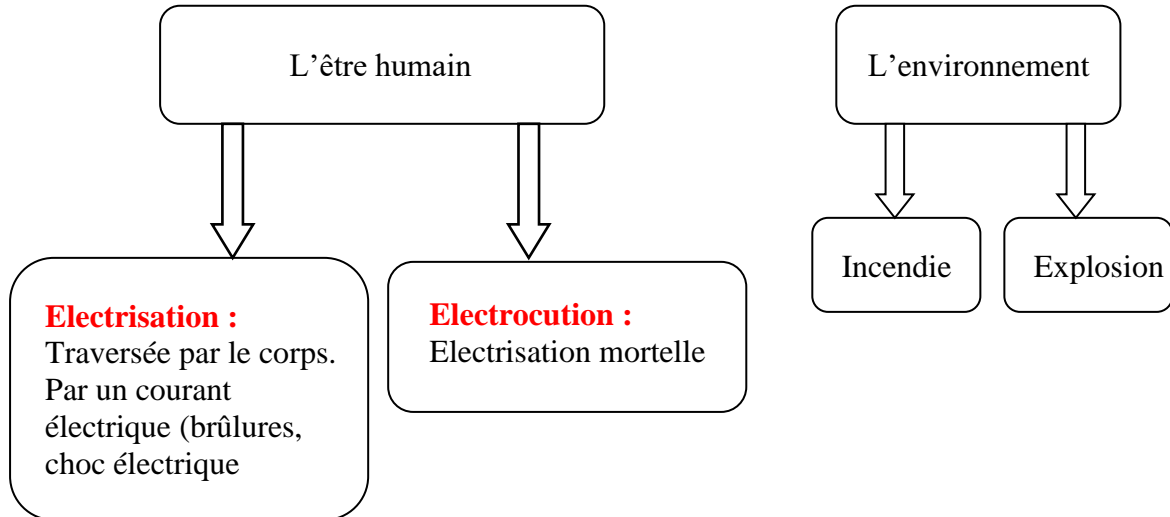 L'être humain
L'environnement
Electrisation :
Traversée par le corps.
Par un courant
électrique (brûlures,
choc électrique
Electrocution :
Electrisation mortelle
Incendie
Explosion